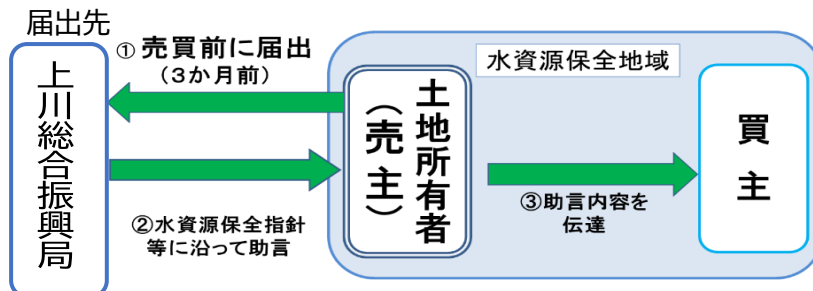 届出先
上川総合振興局
① 売買前に届出
（３か月前）
②水資源保全指針
等に沿って助言
水資源保全地域
土地所有者
（売主）
③助言内容を
伝達
買主